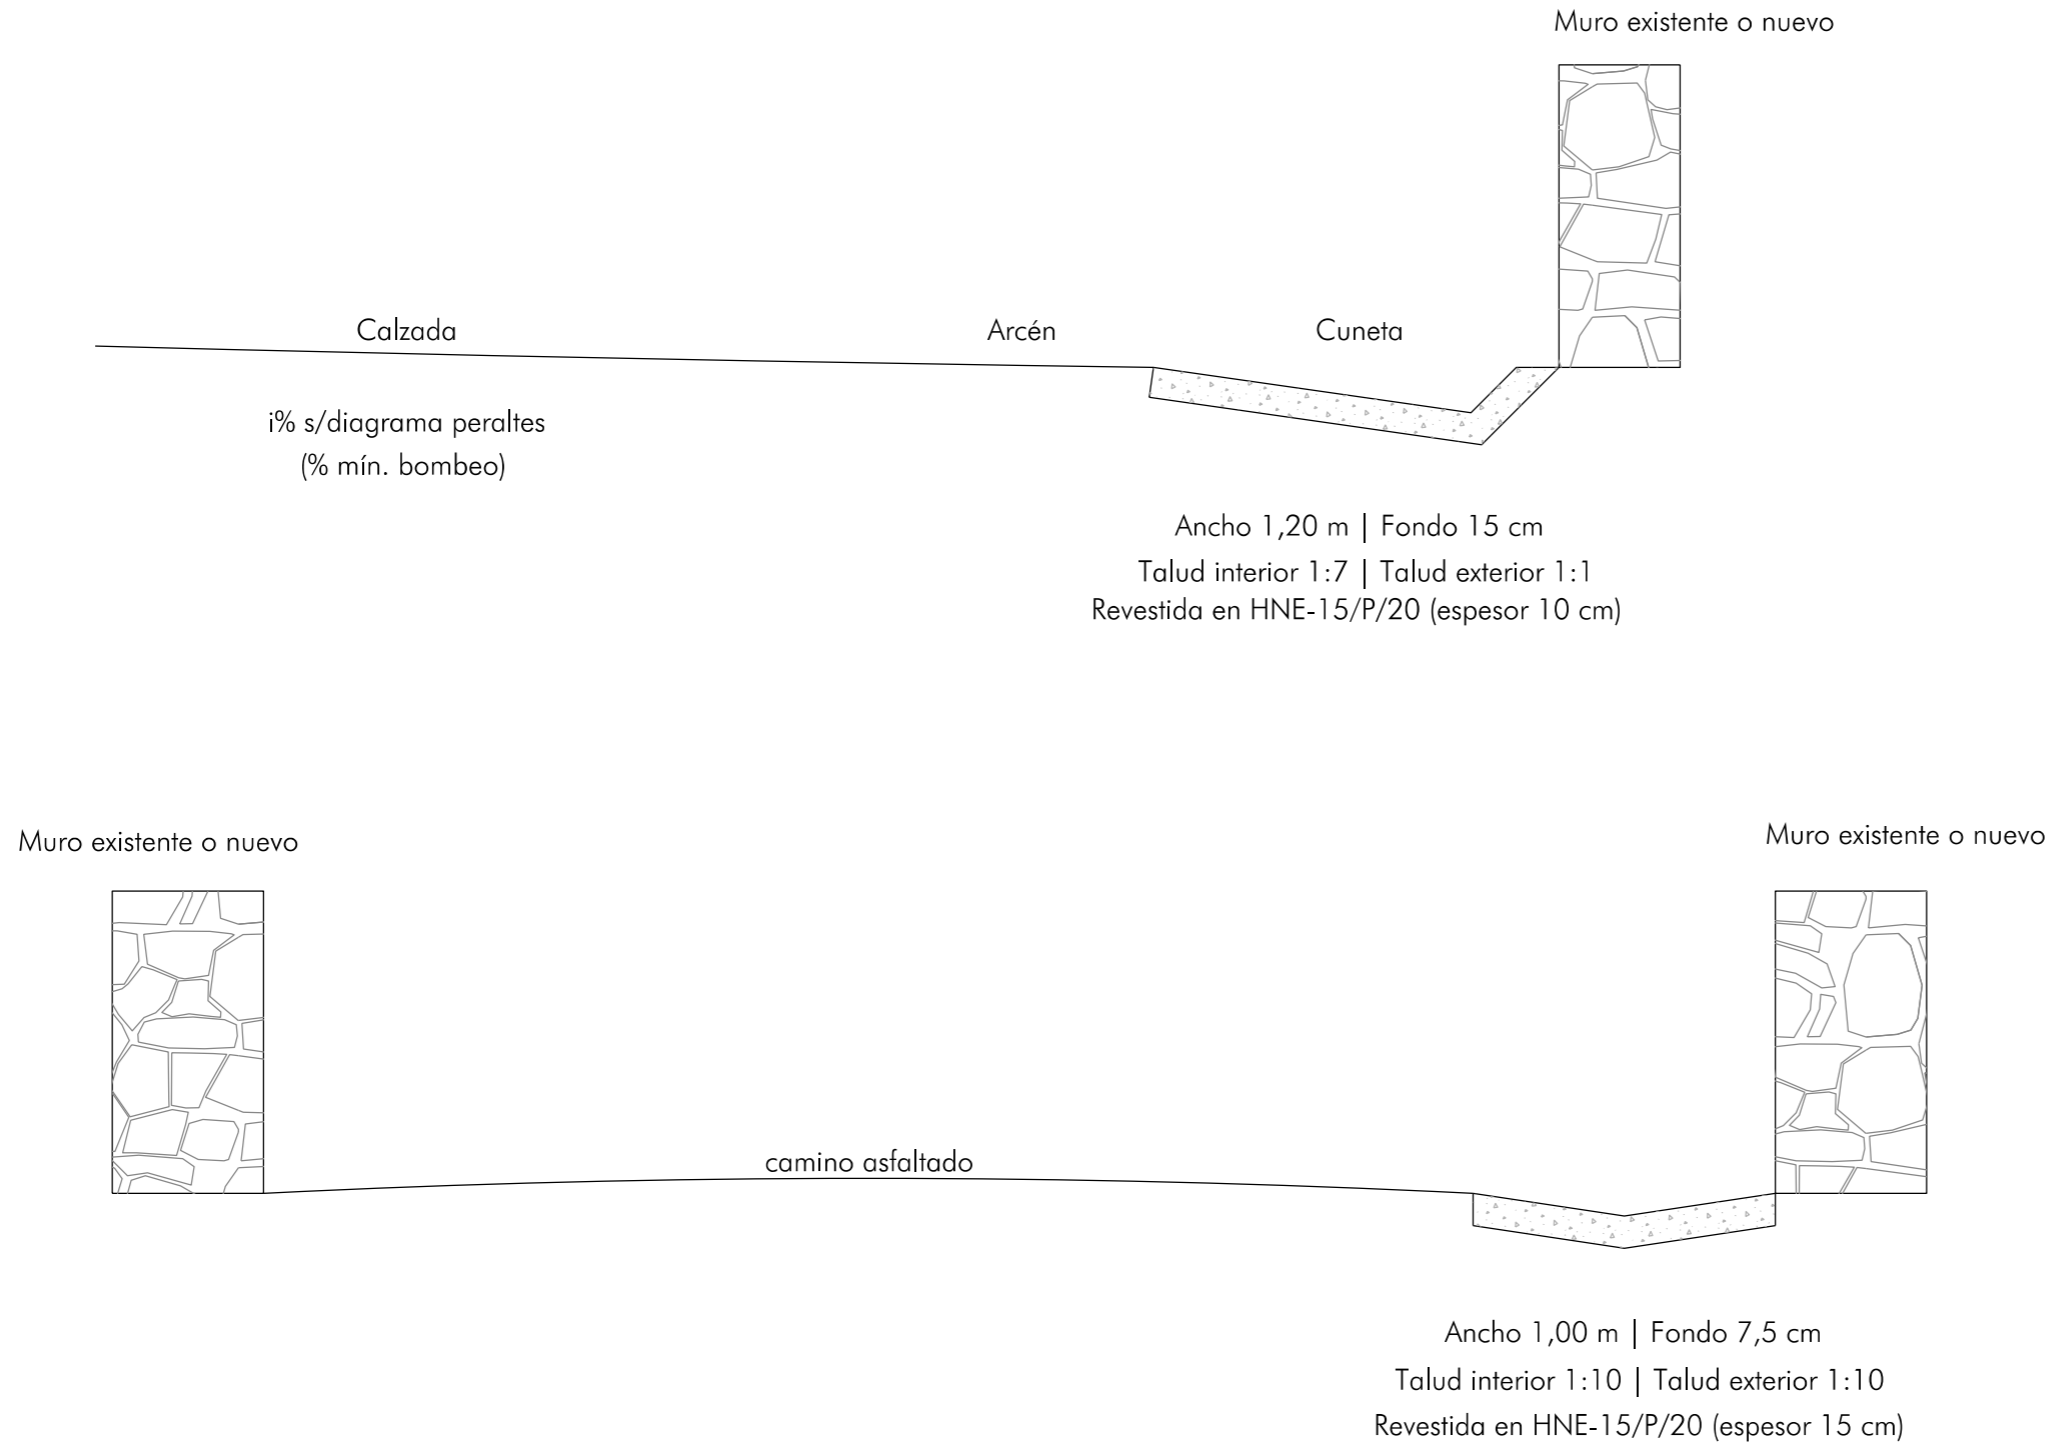 Muro existente o nuevo
Calzada
Arcén
Cuneta
i% s/diagrama peraltes
(% mín. bombeo)
Ancho 1,20 m | Fondo 15 cm
Talud interior 1:7 | Talud exterior 1:1
Revestida en HNE-15/P/20 (espesor 10 cm)
Muro existente o nuevo
Muro existente o nuevo
camino asfaltado
Ancho 1,00 m | Fondo 7,5 cm
Talud interior 1:10 | Talud exterior 1:10
Revestida en HNE-15/P/20 (espesor 15 cm)